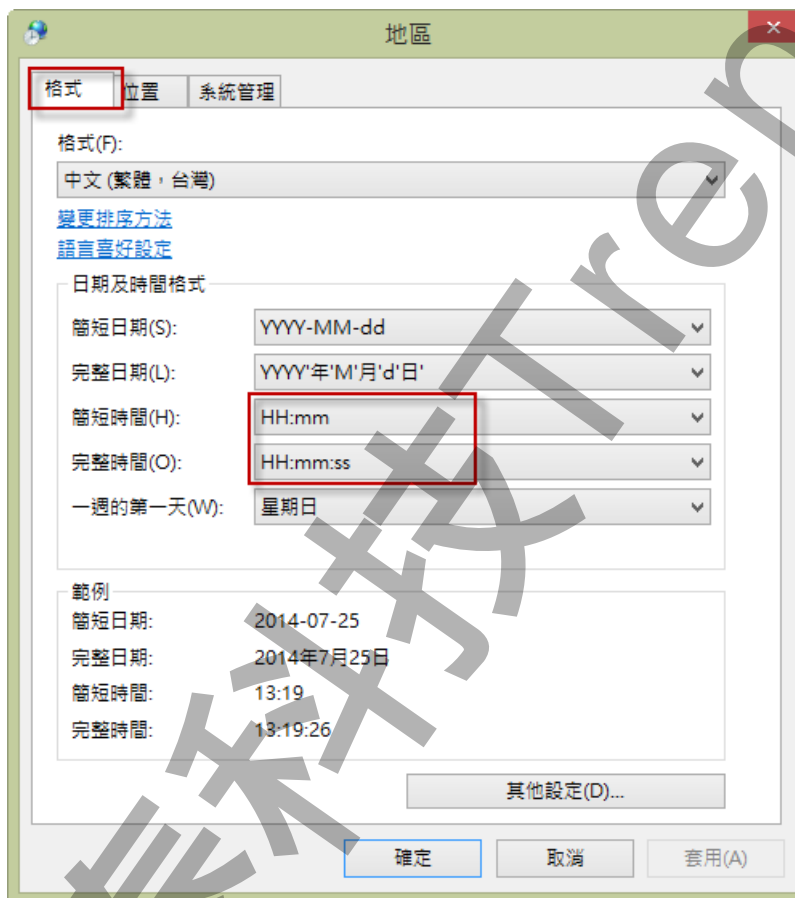 地區
格式 位置 系統管理
格式(F):
中文 (繁體，台灣)
變更排序方法
語言喜好設定
日期及時間格式
簡短日期(S): YYYY-MM-dd
完整日期(L): YYYY'年'M'月'd'日'
簡短時間(H): HH:mm
完整時間(O): HH:mm:ss
一週的第一天(W): 星期日
範例
簡短日期: 2014-07-25
完整日期: 2014年7月25日
簡短時間: 13:19
完整時間: 13:19:26
其他設定(D)...
確定 取消 套用(A)
科技Tren